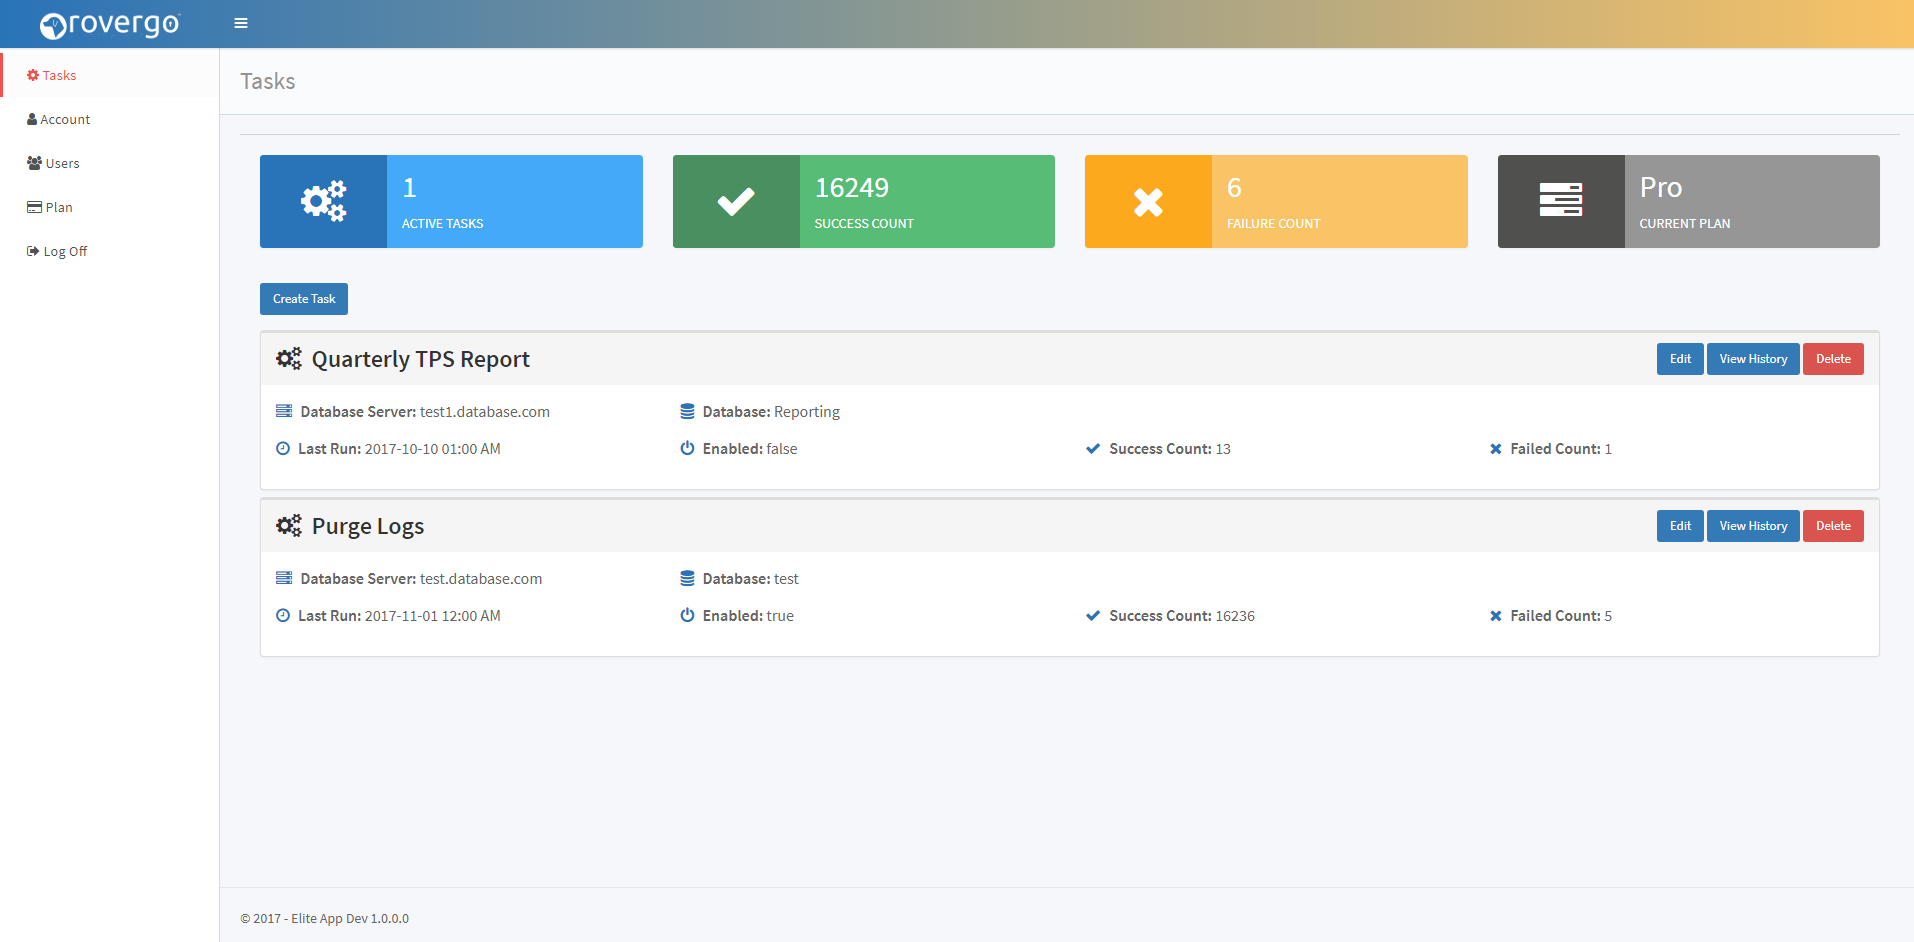 rovergo
Tasks
Account
Users
Plan
Log Off
Tasks
1
ACTIVE TASKS
16249
SUCCESS COUNT
6
FAILURE COUNT
Pro
CURRENT PLAN
Create Task
Quarterly TPS Report
Edit View History Delete
Database Server: test1.database.com Database: Reporting
Last Run: 2017-10-10 01:00 AM Enabled: false Success Count: 13 Failed Count: 1
Purge Logs
Edit View History Delete
Database Server: test.database.com Database: test
Last Run: 2017-11-01 12:00 AM Enabled: true Success Count: 16236 Failed Count: 5
© 2017 - Elite App Dev 1.0.0.0